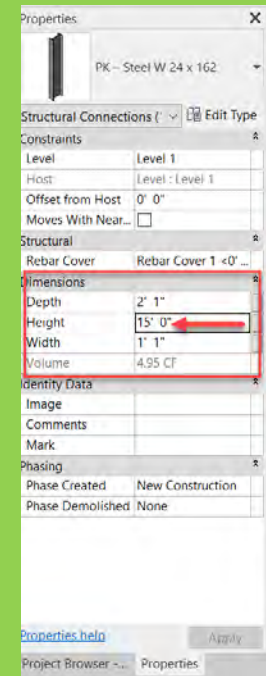 Properties X
PK – Steel W 24 x 162
Structural Connections ( Edit Type
Constraints
Level Level 1
Host Level : Level 1
Offset from Host 0' 0"
Moves With Near...
Structural
Rebar Cover Rebar Cover 1 <0' ...
Dimensions
Depth 2' 1"
Height 15' 0"
Width 1' 1"
Volume 4.95 CF
Identity Data
Image
Comments
Mark
Phasing
Phase Created New Construction
Phase Demolished None
Properties help Apply
Project Browser -... Properties